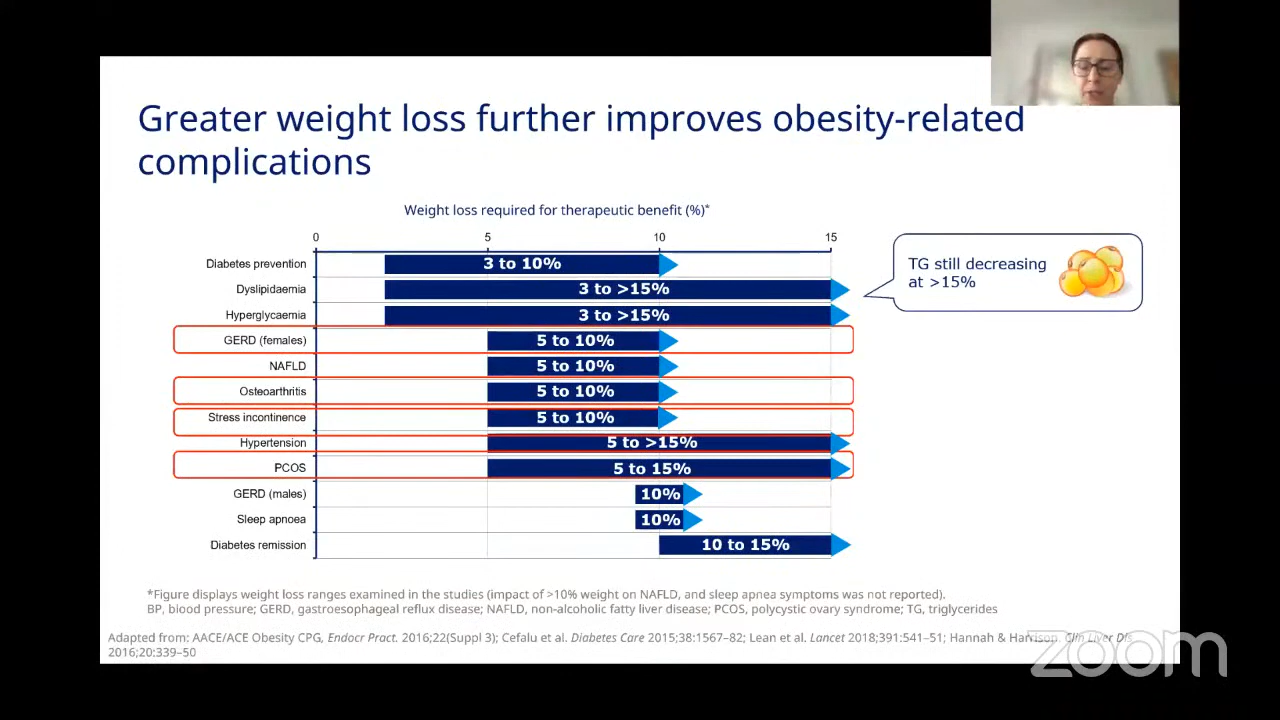 Greater weight loss further improves obesity-related
complications
Weight loss required for therapeutic benefit (%)*
0 5 10 15
Diabetes prevention 3 to 10%
Dyslipidaemia 3 to >15%
Hyperglycaemia 3 to >15%
GERD (females) 5 to 10%
NAFLD 5 to 10%
Osteoarthritis 5 to 10%
Stress incontinence 5 to 10%
Hypertension 5 to >15%
PCOS 5 to 15%
GERD (males) 10%
Sleep apnoea 10%
Diabetes remission 10 to 15%
TG still decreasing
at >15%
*Figure displays weight loss ranges examined in the studies (impact of >10% weight on NAFLD, and sleep apnea symptoms was not reported).
BP, blood pressure; GERD, gastroesophageal reflux disease; NAFLD, non-alcoholic fatty liver disease; PCOS, polycystic ovary syndrome; TG, triglycerides
Adapted from: AACE/ACE Obesity CPG, Endocr Pract. 2016;22(Suppl 3); Cefalu et al. Diabetes Care 2015;38:1567–82; Lean et al. Lancet 2018;391:541–51; Hannah & Harrison. Clin Liver Dis
2016;20:339–50
zoom